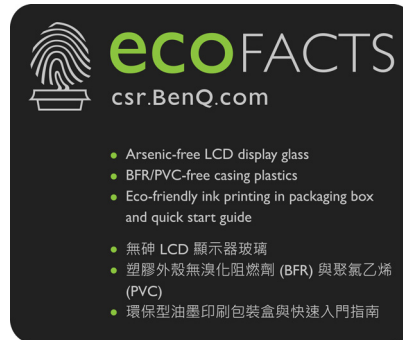 ecoFACTS
csr.BenQ.com
• Arsenic-free LCD display glass
• BFR/PVC-free casing plastics
• Eco-friendly ink printing in packaging box
and quick start guide
• 無砷 LCD 顯示器玻璃
• 塑膠外殼無溴化阻燃劑 (BFR) 與聚氯乙烯
(PVC)
• 環保型油墨印刷包裝盒與快速入門指南